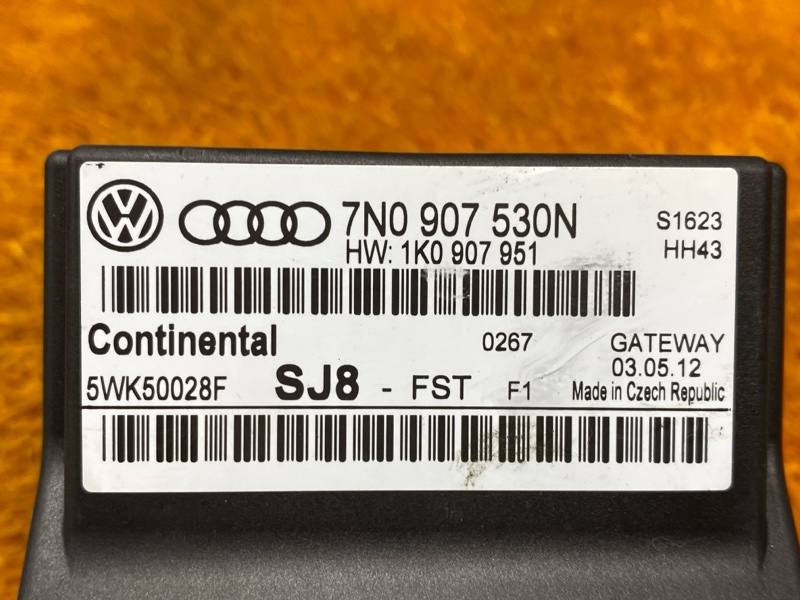 VW 7N0 907 530N S1623
HW: 1K0 907 951 HH43
Continental 0267 GATEWAY
03.05.12
5WK50028F SJ8 - FST F1 Made in Czech Republic